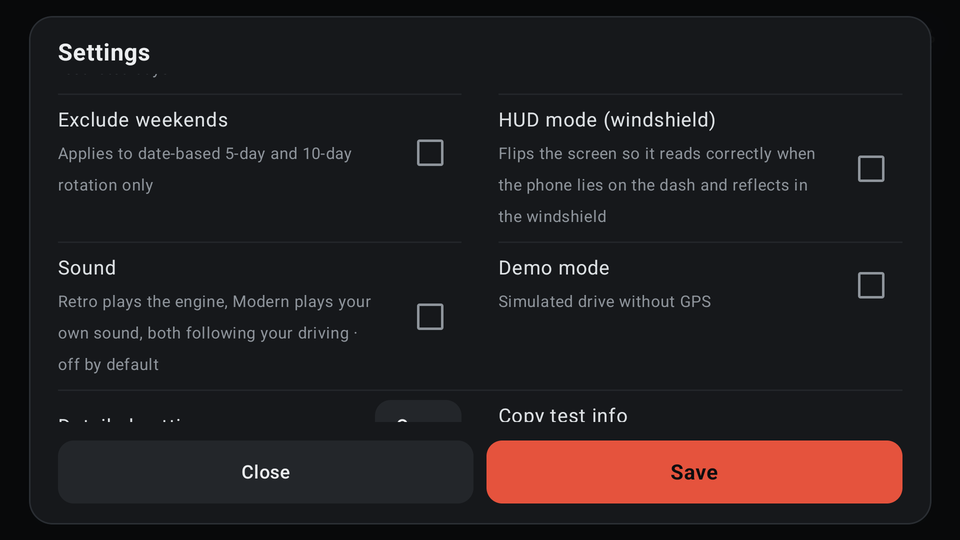 Settings
Exclude weekends
Applies to date-based 5-day and 10-day
rotation only
HUD mode (windshield)
Flips the screen so it reads correctly when
the phone lies on the dash and reflects in
the windshield
Sound
Retro plays the engine, Modern plays your
own sound, both following your driving ·
off by default
Demo mode
Simulated drive without GPS
Copy test info
Close
Save